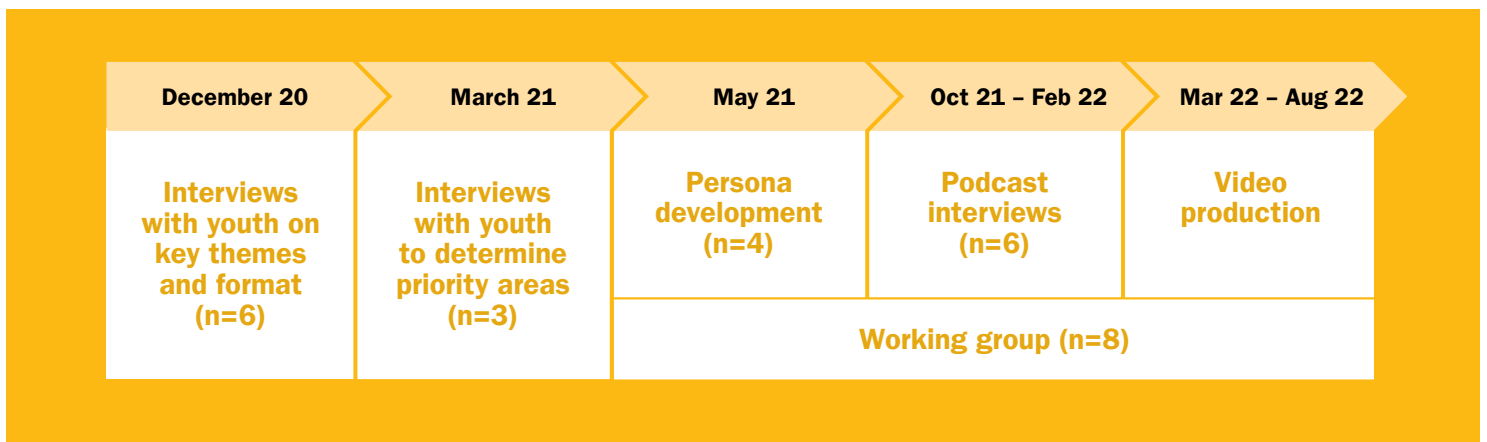 December 20
March 21
May 21
Oct 21 – Feb 22
Mar 22 – Aug 22
Interviews
with youth on
key themes
and format
(n=6)
Interviews
with youth
to determine
priority areas
(n=3)
Persona
development
(n=4)
Podcast
interviews
(n=6)
Video
production
Working group (n=8)